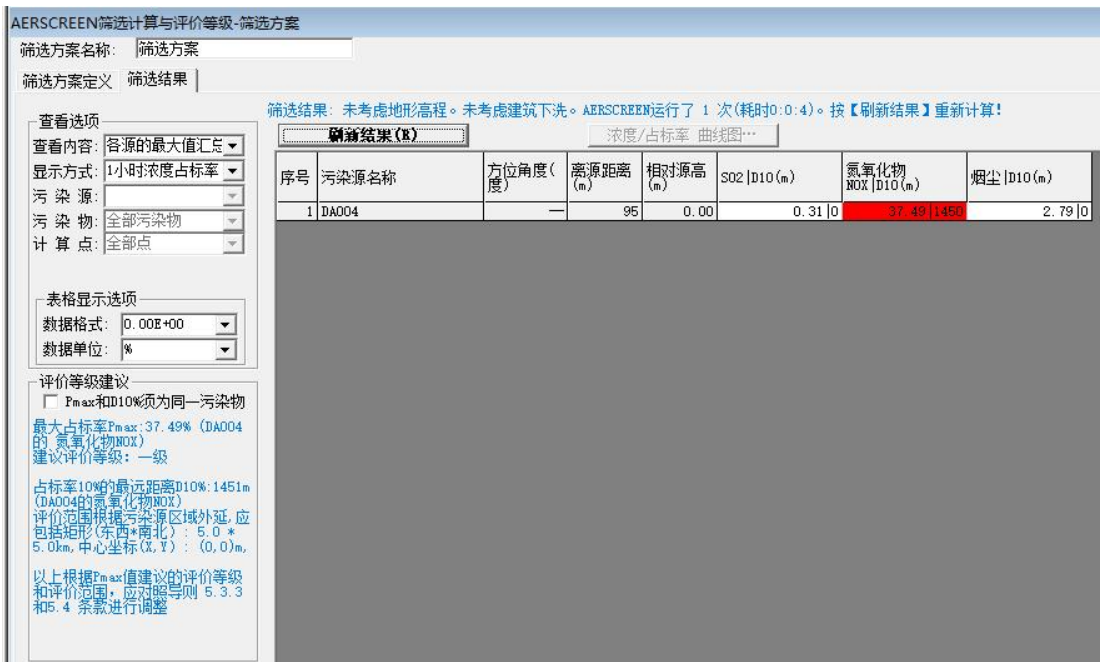 AERSCREEN筛选计算与评价等级-筛选方案
筛选方案名称: 筛选方案
筛选方案定义 筛选结果
筛选结果: 未考虑地形高程。未考虑建筑下洗。AERSCREEN运行了 1 次(耗时0:0:4)。按【刷新结果】重新计算!
查看选项
查看内容: 各源的最大值汇总
显示方式: 1小时浓度占标率
污 染 源:
污 染 物: 全部污染物
计 算 点: 全部点
刷新结果(R) 浓度/占标率 曲线图…
序号 污染源名称 方位角度(度) 离源距离(m) 相对源高(m) SO2|D10(m) 氮氧化物NOX|D10(m) 烟尘|D10(m)
1 DA004 — 95 0.00 0.31|0 37.49|1450 2.79|0
表格显示选项
数据格式: 0.00E+00
数据单位: %
评价等级建议
Pmax和D10%须为同一污染物
最大占标率Pmax:37.49% (DA004
的 氮氧化物NOX)
建议评价等级: 一级
占标率10%的最远距离D10%:1451m
(DA004的氮氧化物NOX)
评价范围根据污染源区域外延,应
包括矩形(东西*南北) : 5.0 *
5.0km,中心坐标(X,Y) : (0,0)m,
以上根据Pmax值建议的评价等级
和评价范围,应对照导则 5.3.3
和5.4 条款进行调整